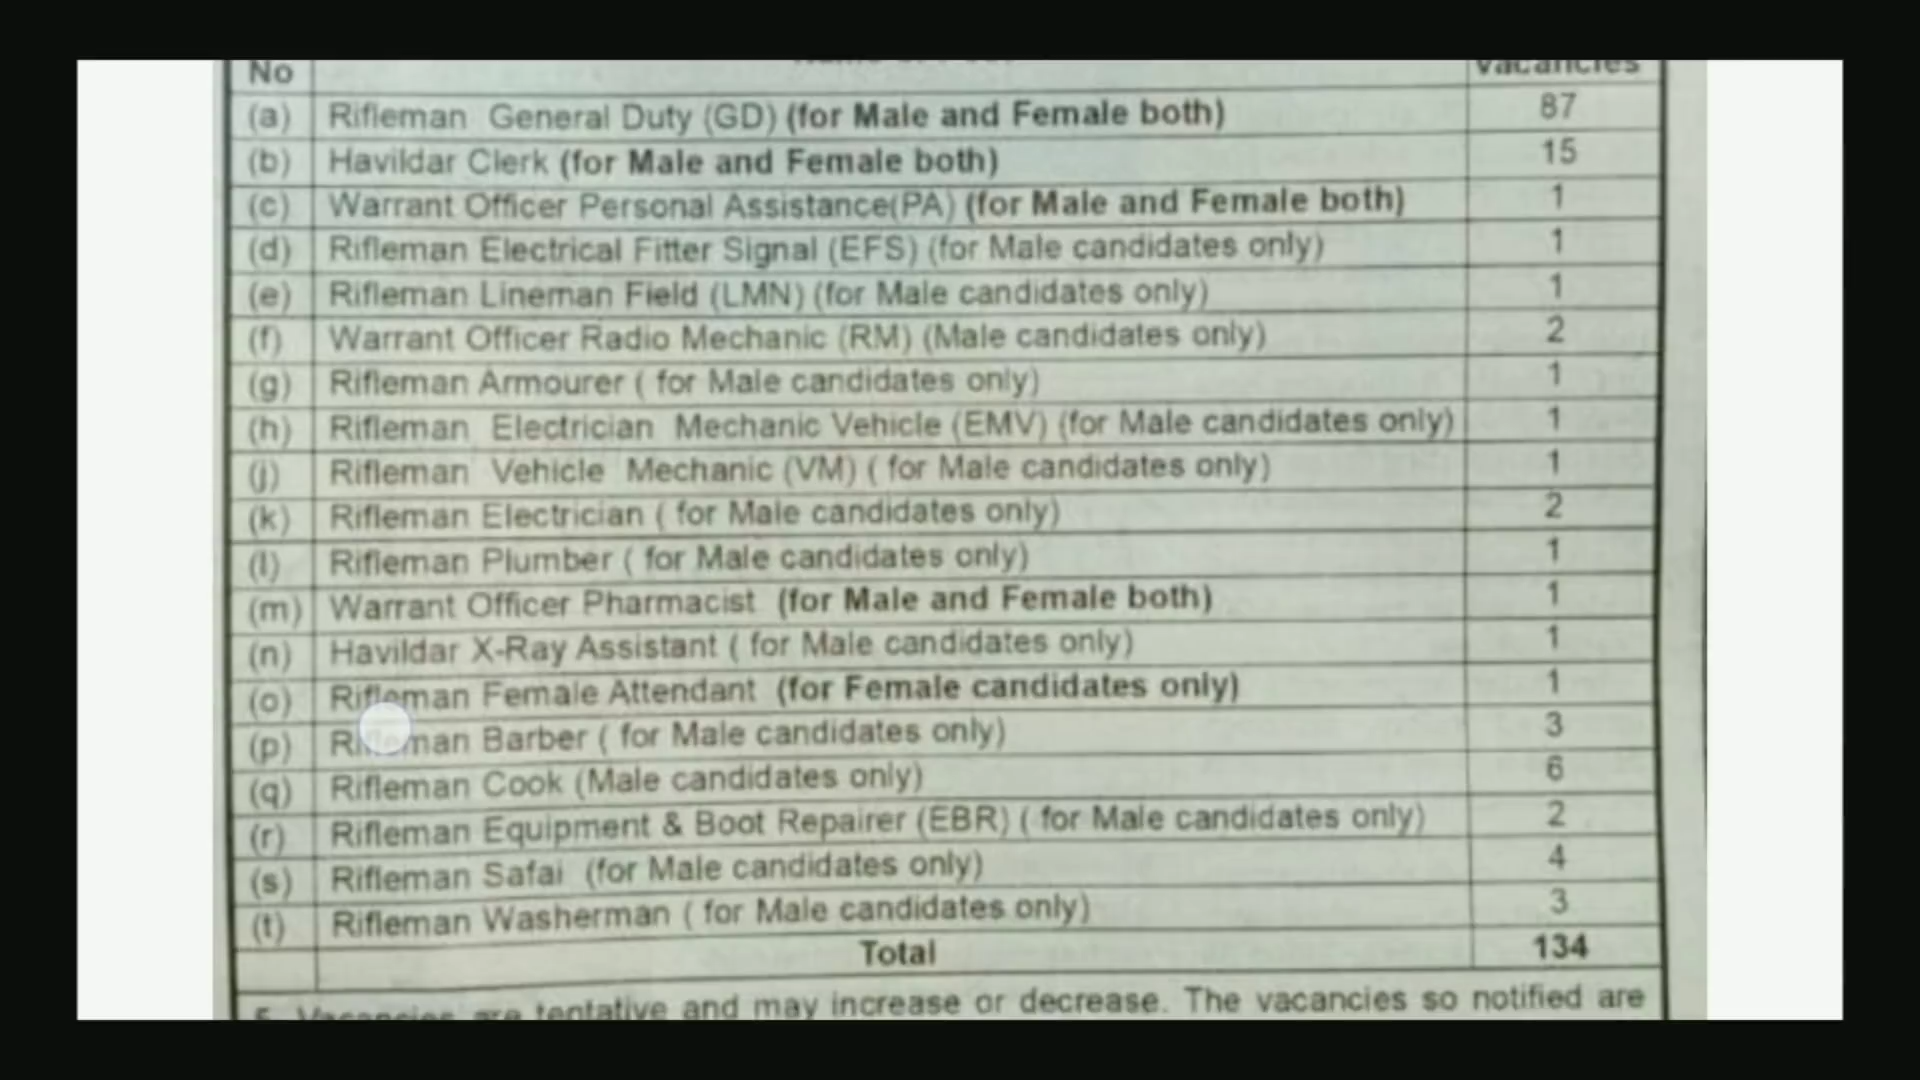 No Vacancies
(a) Rifleman General Duty (GD) (for Male and Female both) 87
(b) Havildar Clerk (for Male and Female both) 15
(c) Warrant Officer Personal Assistance(PA) (for Male and Female both) 1
(d) Rifleman Electrical Fitter Signal (EFS) (for Male candidates only) 1
(e) Rifleman Lineman Field (LMN) (for Male candidates only) 1
(f) Warrant Officer Radio Mechanic (RM) (Male candidates only) 2
(g) Rifleman Armourer ( for Male candidates only) 1
(h) Rifleman Electrician Mechanic Vehicle (EMV) (for Male candidates only) 1
(j) Rifleman Vehicle Mechanic (VM) ( for Male candidates only) 1
(k) Rifleman Electrician ( for Male candidates only) 2
(l) Rifleman Plumber ( for Male candidates only) 1
(m) Warrant Officer Pharmacist (for Male and Female both) 1
(n) Havildar X-Ray Assistant ( for Male candidates only) 1
(o) Rifleman Female Attendant (for Female candidates only) 1
(p) Rifleman Barber ( for Male candidates only) 3
(q) Rifleman Cook (Male candidates only) 6
(r) Rifleman Equipment & Boot Repairer (EBR) ( for Male candidates only) 2
(s) Rifleman Safai (for Male candidates only) 4
(t) Rifleman Washerman ( for Male candidates only) 3
Total 134
5. Vacancies are tentative and may increase or decrease. The vacancies so notified are